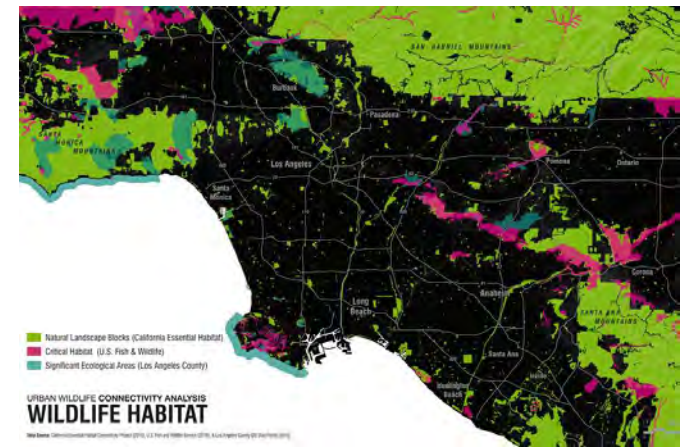 SAN GABRIEL MOUNTAINS
Burbank
Pasadena
SANTA
MONICA
MOUNTAINS
Los Angeles
Pomona
Ontario
Santa
Monica
Corona
Anaheim
Long
Beach
SANTA ANA
MOUNTAINS
Natural Landscape Blocks (California Essential Habitat)
Critical Habitat (U.S. Fish & Wildlife)
Santa Ana
Significant Ecological Areas (Los Angeles County)
Irvine
Huntington
Beach
URBAN WILDLIFE CONNECTIVITY ANALYSIS
WILDLIFE HABITAT
Data Source: